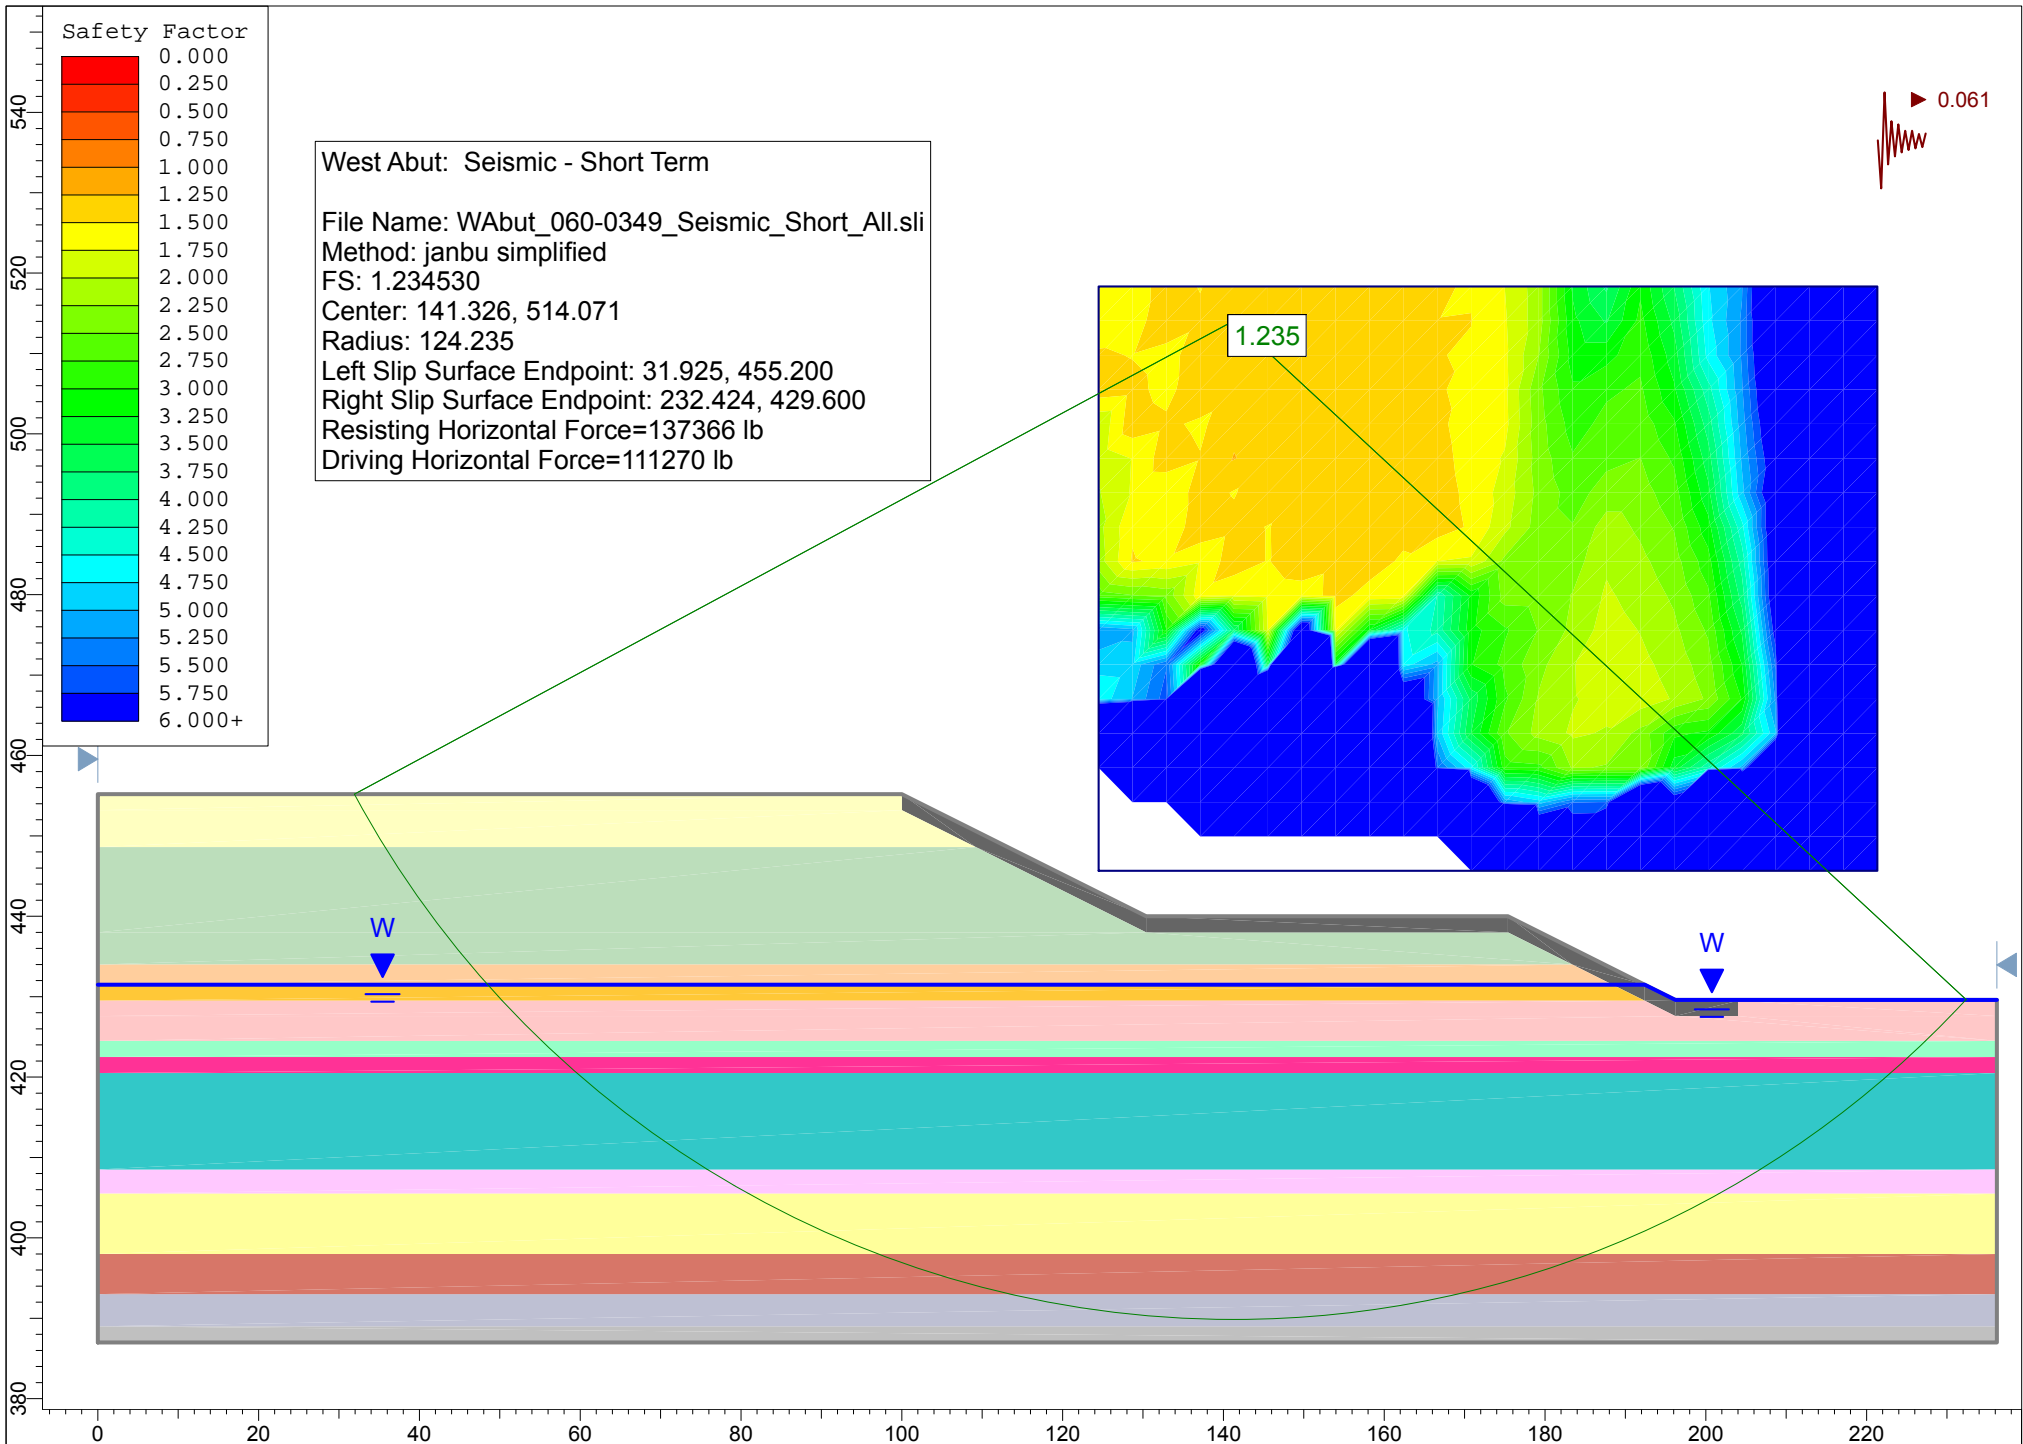 Safety Factor
0.000
0.250
0.500
0.750
1.000
1.250
1.500
1.750
2.000
2.250
2.500
2.750
3.000
3.250
3.500
3.750
4.000
4.250
4.500
4.750
5.000
5.250
5.500
5.750
6.000+
West Abut:  Seismic - Short Term
File Name: WAbut_060-0349_Seismic_Short_All.sli
Method: janbu simplified
FS: 1.234530
Center: 141.326, 514.071
Radius: 124.235
Left Slip Surface Endpoint: 31.925, 455.200
Right Slip Surface Endpoint: 232.424, 429.600
Resisting Horizontal Force=137366 lb
Driving Horizontal Force=111270 lb
0.061
1.235
W
W
540
520
500
480
460
440
420
400
380
0 20 40 60 80 100 120 140 160 180 200 220